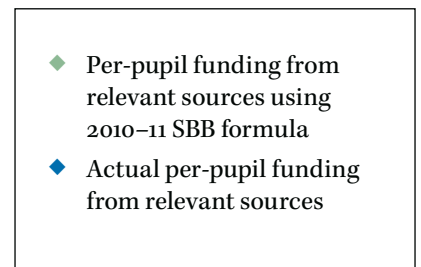 Per-pupil funding from
relevant sources using
2010–11 SBB formula
Actual per-pupil funding
from relevant sources